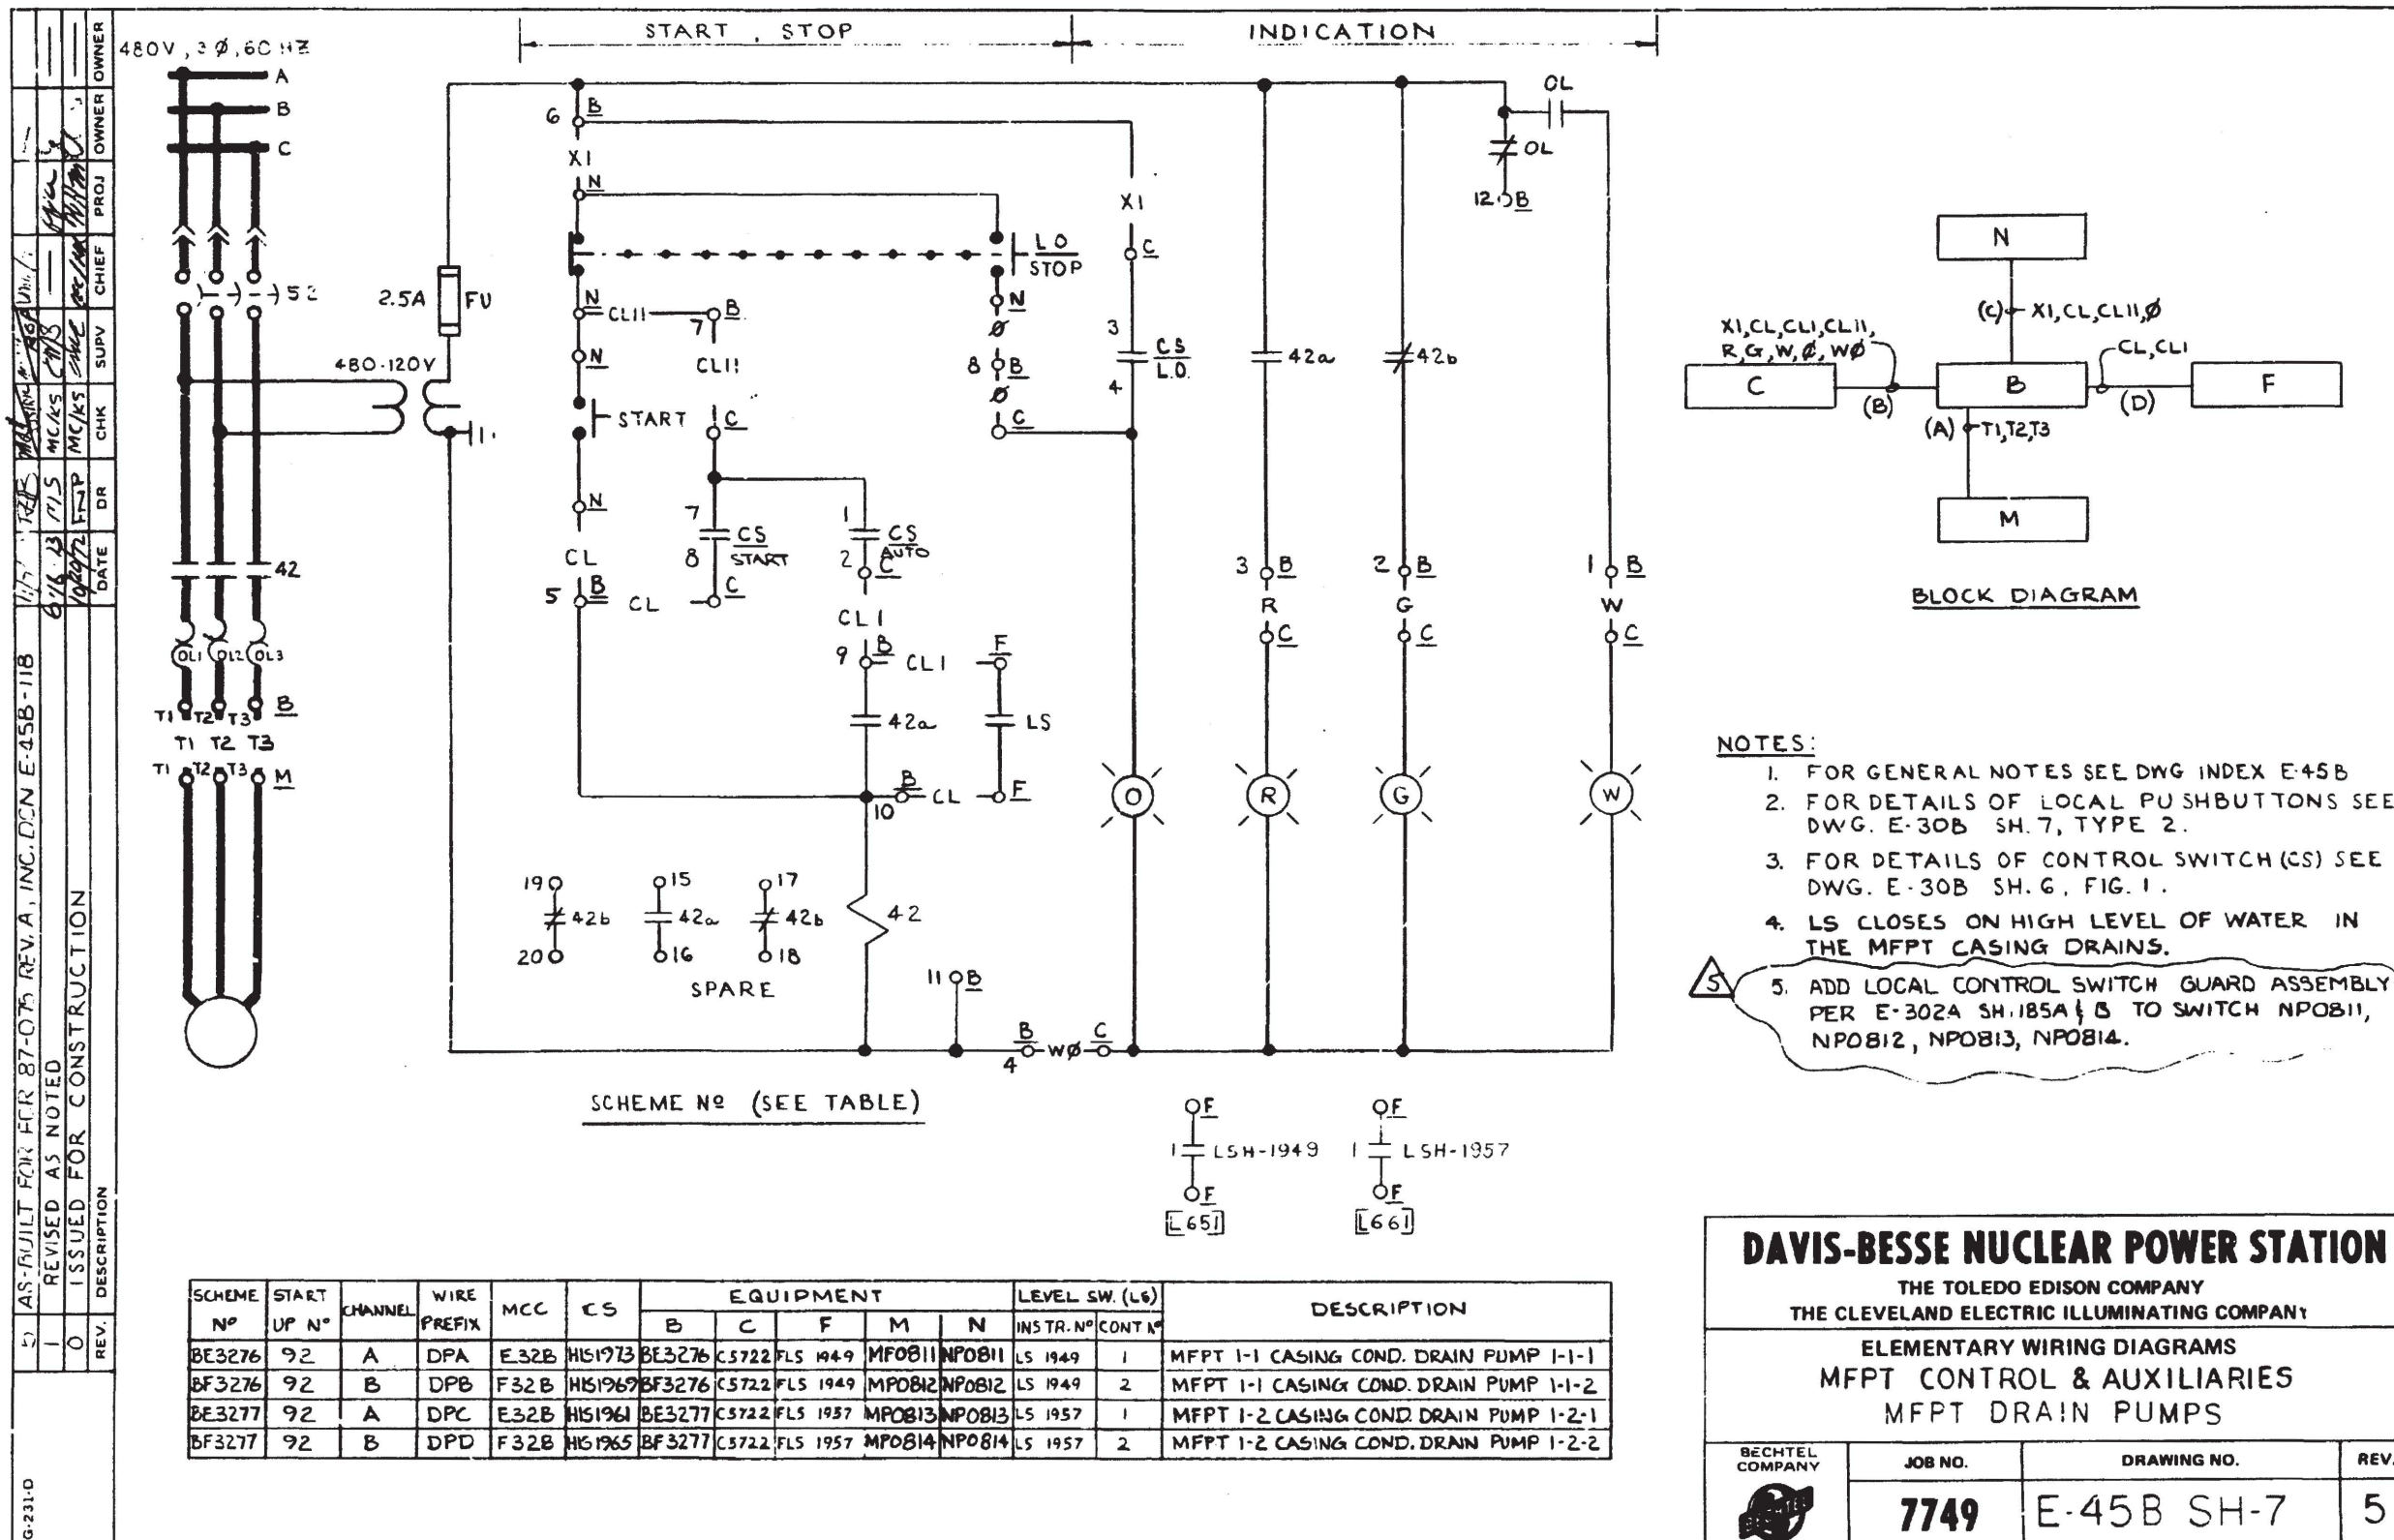 START, STOP
INDICATION
480V, 3Ø, 60 HZ
A
B
C
52
480-120V
2.5A FU
42
OL1 OL2 OL3
T1 T2 T3 B
T1 T2 T3
T1 T2 T3 M
6 B
X1
N
LO
STOP
N CL11 7 B
N
CL11
START
C
N
CL
5 B CL C
7
8
CS
START
1
2
CS
AUTO
C
CL1
9 B CL1 F
42a
LS
10 B CL F
42
N
Ø
8 B
Ø
C
X1
C
3
4
CS
L.O.
42a
42b
OL
OL
12 B
3 B
R
C
2 B
G
C
1 B
W
C
O
R
G
W
19
42b
20
15
42a
16
17
42b
18
SPARE
11 B
B
4
WØ
C
SCHEME Nº (SEE TABLE)
F
1 LSH-1949
F
[L651]
F
1 LSH-1957
F
[L661]
N
(C) X1,CL,CL11,Ø
X1,CL,CL1,CL11,
R,G,W,Ø,WØ
C
(B)
B
CL,CL1
(D)
F
(A) T1,T2,T3
M
BLOCK DIAGRAM
NOTES:
1. FOR GENERAL NOTES SEE DWG INDEX E-45B
2. FOR DETAILS OF LOCAL PUSHBUTTONS SEE
DWG. E-30B SH. 7, TYPE 2.
3. FOR DETAILS OF CONTROL SWITCH (CS) SEE
DWG. E-30B SH. 6, FIG. 1.
4. LS CLOSES ON HIGH LEVEL OF WATER IN
THE MFPT CASING DRAINS.
5
5. ADD LOCAL CONTROL SWITCH GUARD ASSEMBLY
PER E-302A SH. 185A & B TO SWITCH NP0811,
NP0812, NP0813, NP0814.
SCHEME Nº START UP Nº CHANNEL WIRE PREFIX MCC CS EQUIPMENT LEVEL SW. (LS) DESCRIPTION
B C F M N INSTR. Nº CONT Nº
BE3276 92 A DPA E32B HIS1973 BE3276 C5722 FLS 1949 MP0811 NP0811 LS 1949 1 MFPT 1-1 CASING COND. DRAIN PUMP 1-1-1
BF3276 92 B DPB F32B HIS1969 BF3276 C5722 FLS 1949 MP0812 NP0812 LS 1949 2 MFPT 1-1 CASING COND. DRAIN PUMP 1-1-2
BE3277 92 A DPC E32B HIS1961 BE3277 C5722 FLS 1957 MP0813 NP0813 LS 1957 1 MFPT 1-2 CASING COND. DRAIN PUMP 1-2-1
BF3277 92 B DPD F32B HIS1965 BF3277 C5722 FLS 1957 MP0814 NP0814 LS 1957 2 MFPT 1-2 CASING COND. DRAIN PUMP 1-2-2
DAVIS-BESSE NUCLEAR POWER STATION
THE TOLEDO EDISON COMPANY
THE CLEVELAND ELECTRIC ILLUMINATING COMPANY
ELEMENTARY WIRING DIAGRAMS
MFPT CONTROL & AUXILIARIES
MFPT DRAIN PUMPS
BECHTEL
COMPANY
JOB NO. DRAWING NO. REV.
7749 E-45B SH-7 5
5 AS-BUILT FOR FCR 87-075 REV. A, INC. DCN E-45B-118
1 REVISED AS NOTED MS MC/KS
0 ISSUED FOR CONSTRUCTION 10/20/72 FNP MC/KS
REV. DESCRIPTION DATE DR CHK SUPV CHIEF PROJ OWNER OWNER
G-231-D